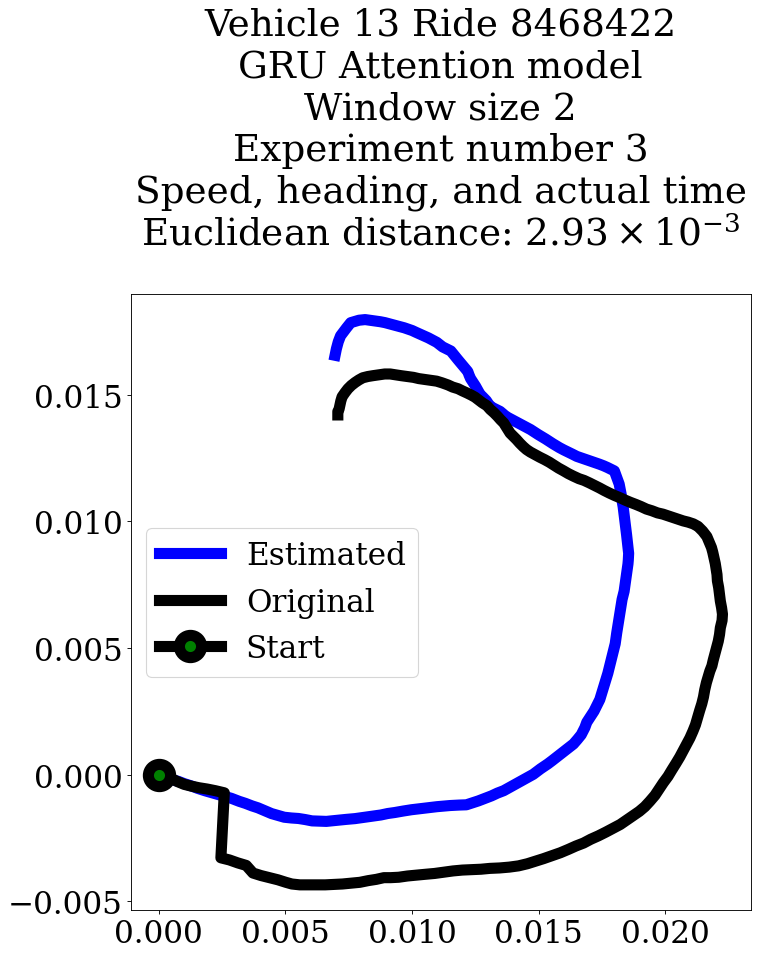 Vehicle 13 Ride 8468422
GRU Attention model
Window size 2
Experiment number 3
Speed, heading, and actual time
Euclidean distance: 2.93 × 10⁻³
0.015
0.010
Estimated
Original
0.005
Start
0.000
−0.005
0.000 0.005 0.010 0.015 0.020